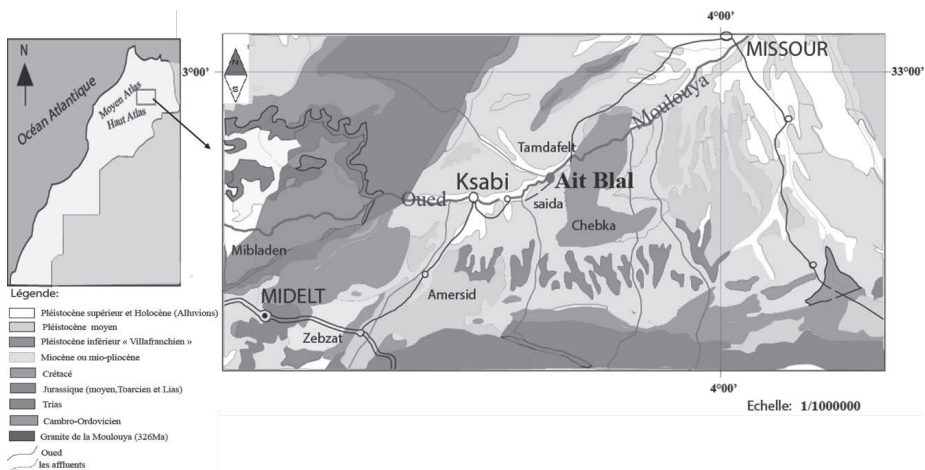 4°00'
N
Océan Atlantique
Moyen Atlas
Haut Atlas
3°00'
N
S
MISSOUR
33°00'
Moulouya
Tamdafelt
Ksabi
Ait Blal
Oued
saida
Chebka
Mibladen
MIDELT
Amersid
Zebzat
4°00'
Echelle: 1/1000000
Légende:
Pléistocène supérieur et Holocène (Alluvions)
Pléistocène moyen
Pléistocène inférieur « Villafranchien »
Miocène ou mio-pliocène
Crétacé
Jurassique (moyen,Toarcien et Lias)
Trias
Cambro-Ordovicien
Granite de la Moulouya (326Ma)
Oued
les affluents